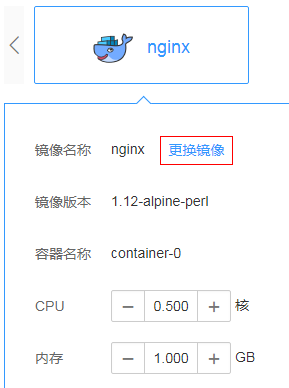 nginx
镜像名称 nginx 更换镜像
镜像版本 1.12-alpine-perl
容器名称 container-0
CPU − 0.500 + 核
内存 − 1.000 + GB